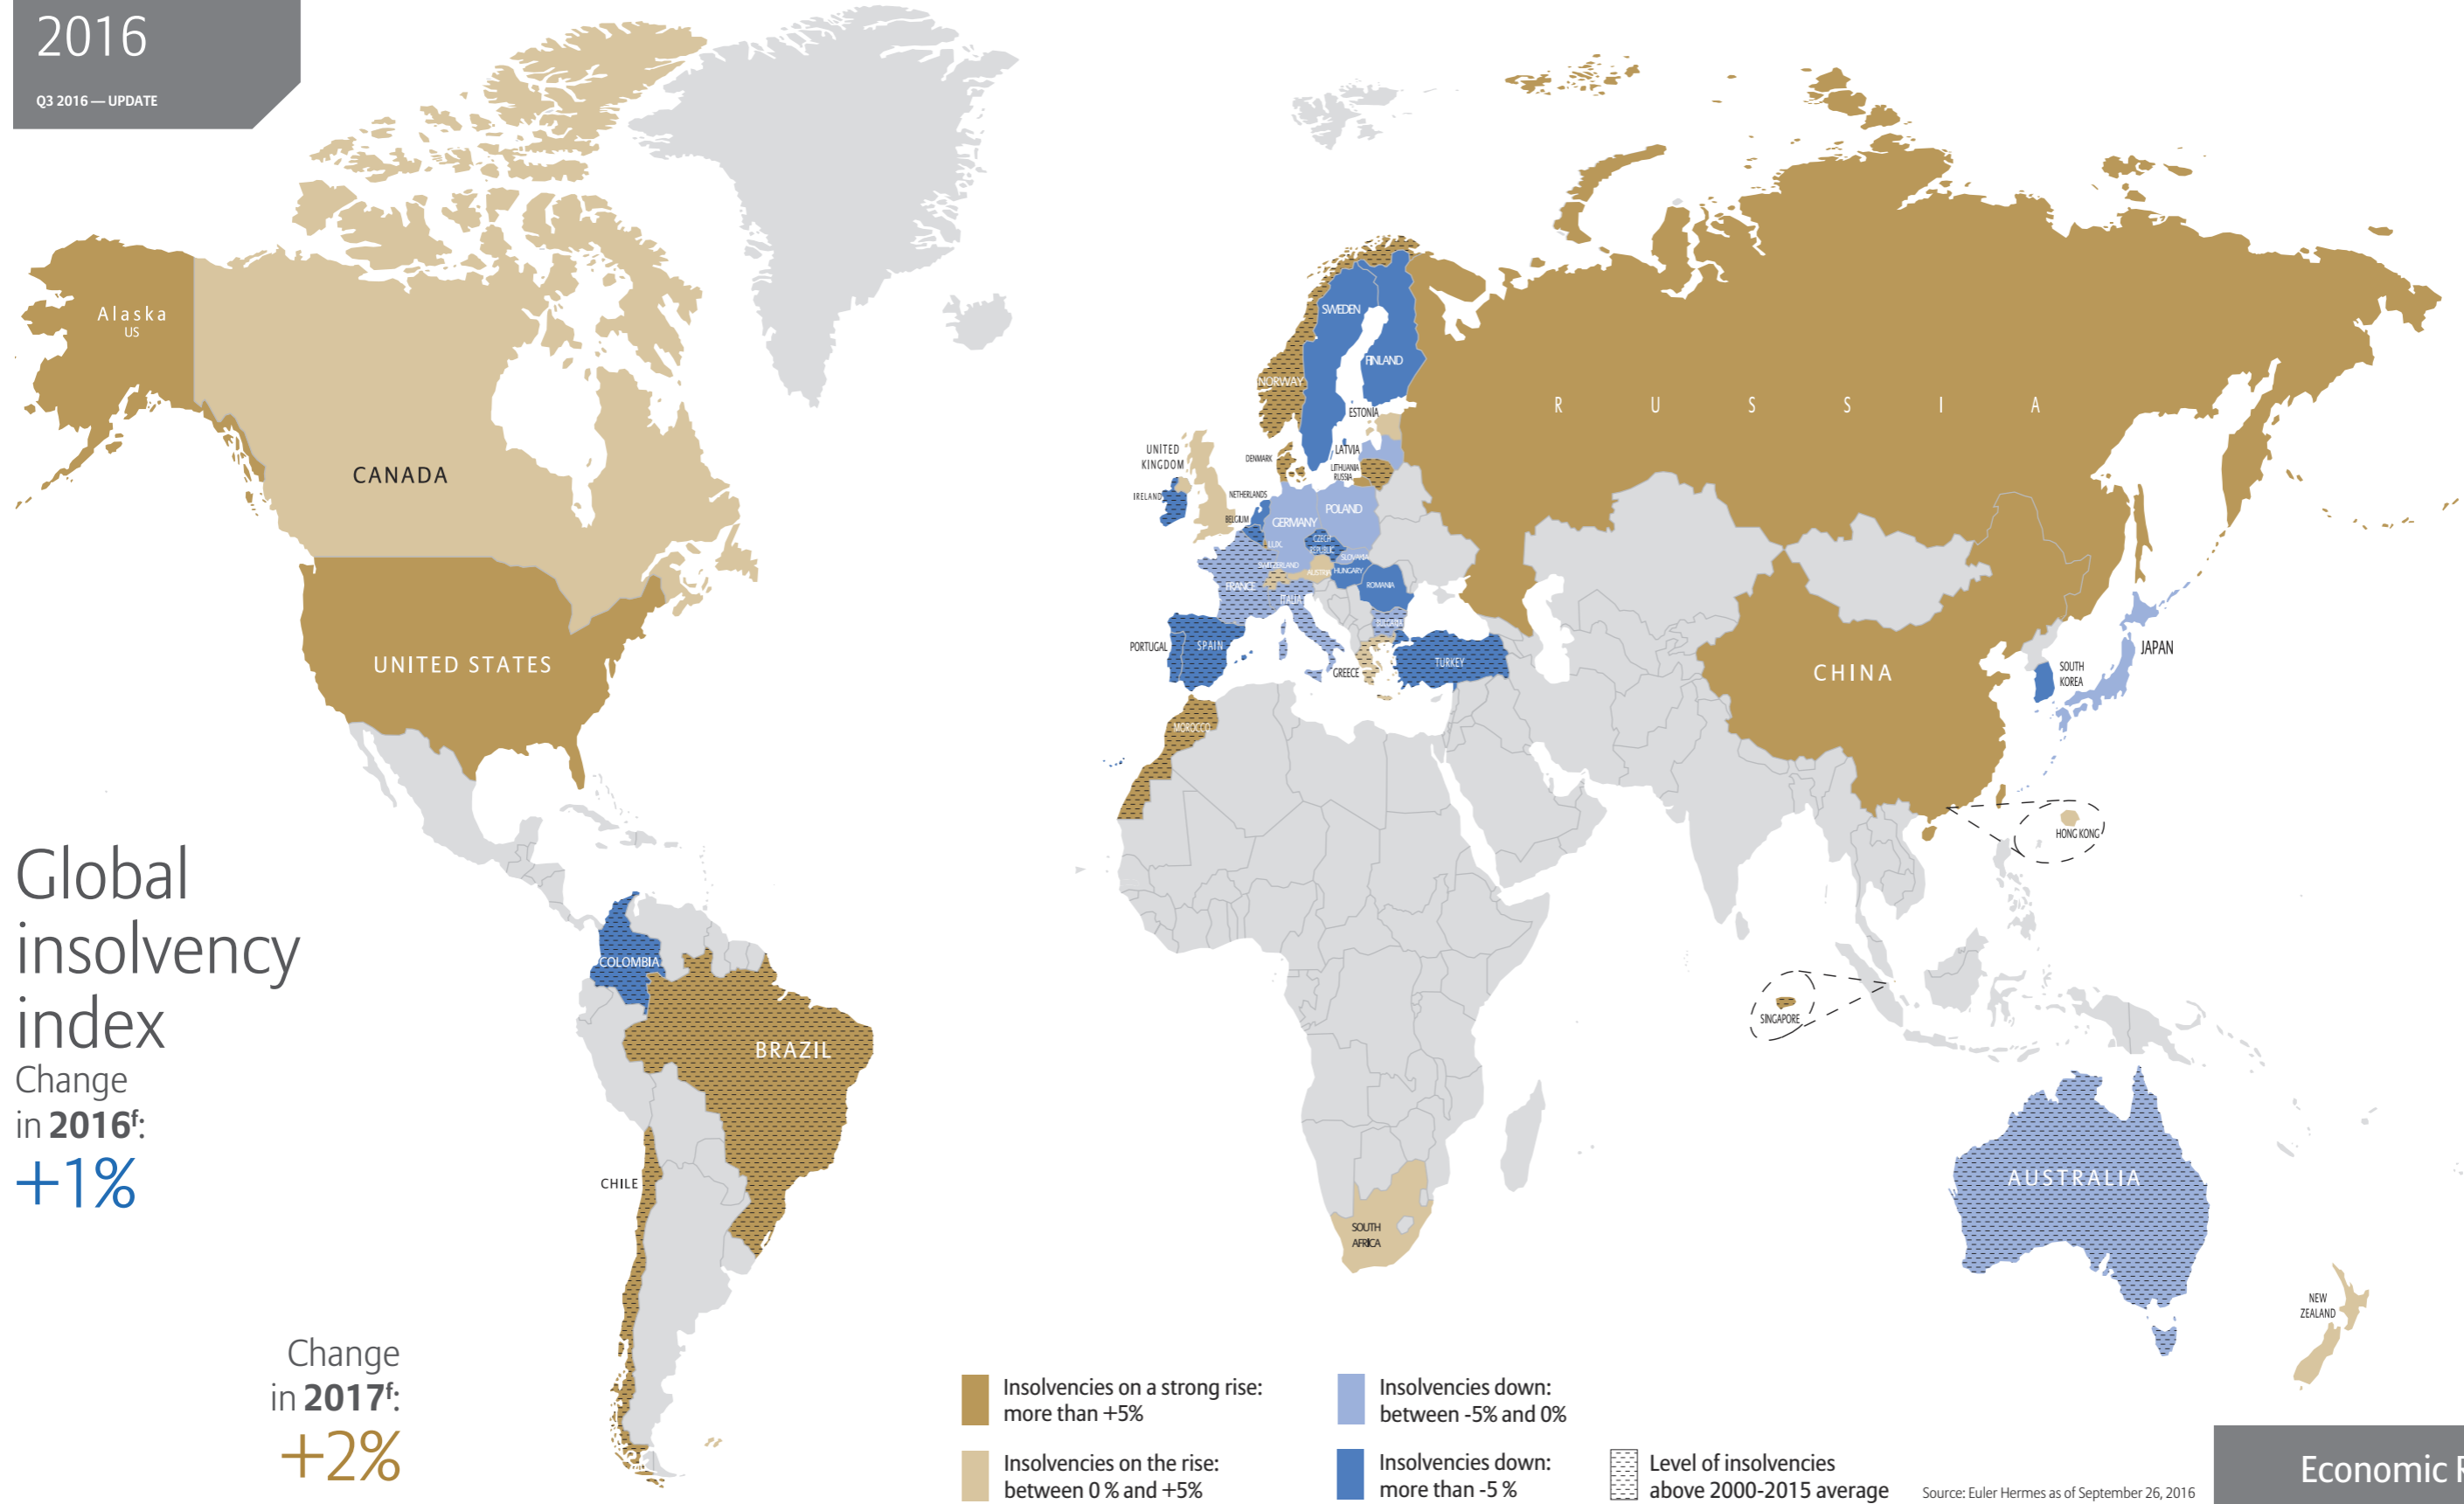 2016
Q3 2016 — UPDATE
Alaska
US
CANADA
UNITED STATES
SWEDEN
FINLAND
NORWAY
ESTONIA
RUSSIA
UNITED
KINGDOM
DENMARK
LATVIA
LITHUANIA
RUSSIA
IRELAND
NETHERLANDS
BELGIUM
GERMANY
POLAND
LUX.
CZECH
REPUBLIC
SLOVAKIA
SWITZERLAND
AUSTRIA
HUNGARY
FRANCE
ROMANIA
PORTUGAL
SPAIN
GREECE
TURKEY
MOROCCO
CHINA
SOUTH
KOREA
JAPAN
HONG KONG
SINGAPORE
Global
insolvency
index
Change
in 2016f:
+1%
COLOMBIA
BRAZIL
CHILE
SOUTH
AFRICA
AUSTRALIA
NEW
ZEALAND
Change
in 2017f:
+2%
Insolvencies on a strong rise:
more than +5%
Insolvencies on the rise:
between 0 % and +5%
Insolvencies down:
between -5% and 0%
Insolvencies down:
more than -5 %
Level of insolvencies
above 2000-2015 average
Source: Euler Hermes as of September 26, 2016
Economic